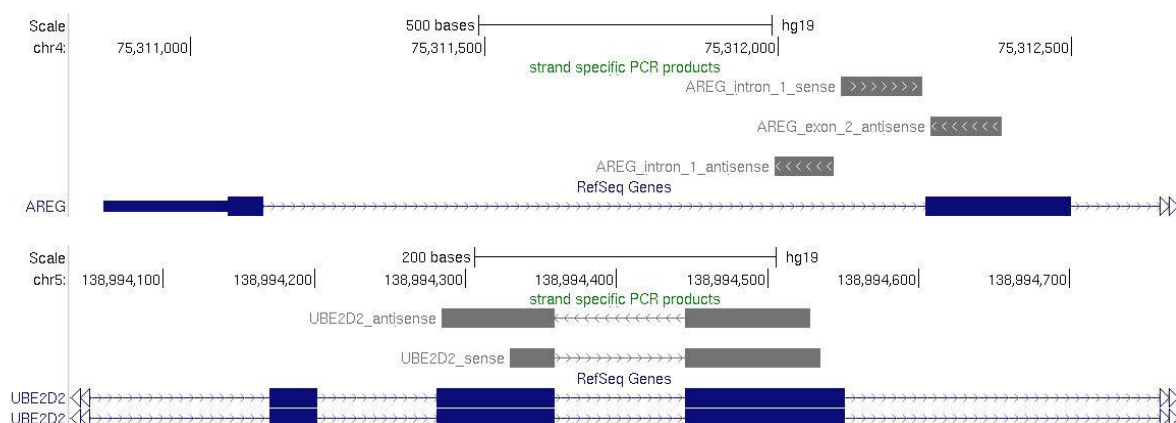 Scale 500 bases hg19
chr4: 75,311,000 75,311,500 75,312,000 75,312,500
strand specific PCR products
AREG_intron_1_sense
AREG_exon_2_antisense
AREG_intron_1_antisense
RefSeq Genes
AREG
Scale 200 bases hg19
chr5: 138,994,100 138,994,200 138,994,300 138,994,400 138,994,500 138,994,600 138,994,700
strand specific PCR products
UBE2D2_antisense
UBE2D2_sense
RefSeq Genes
UBE2D2
UBE2D2